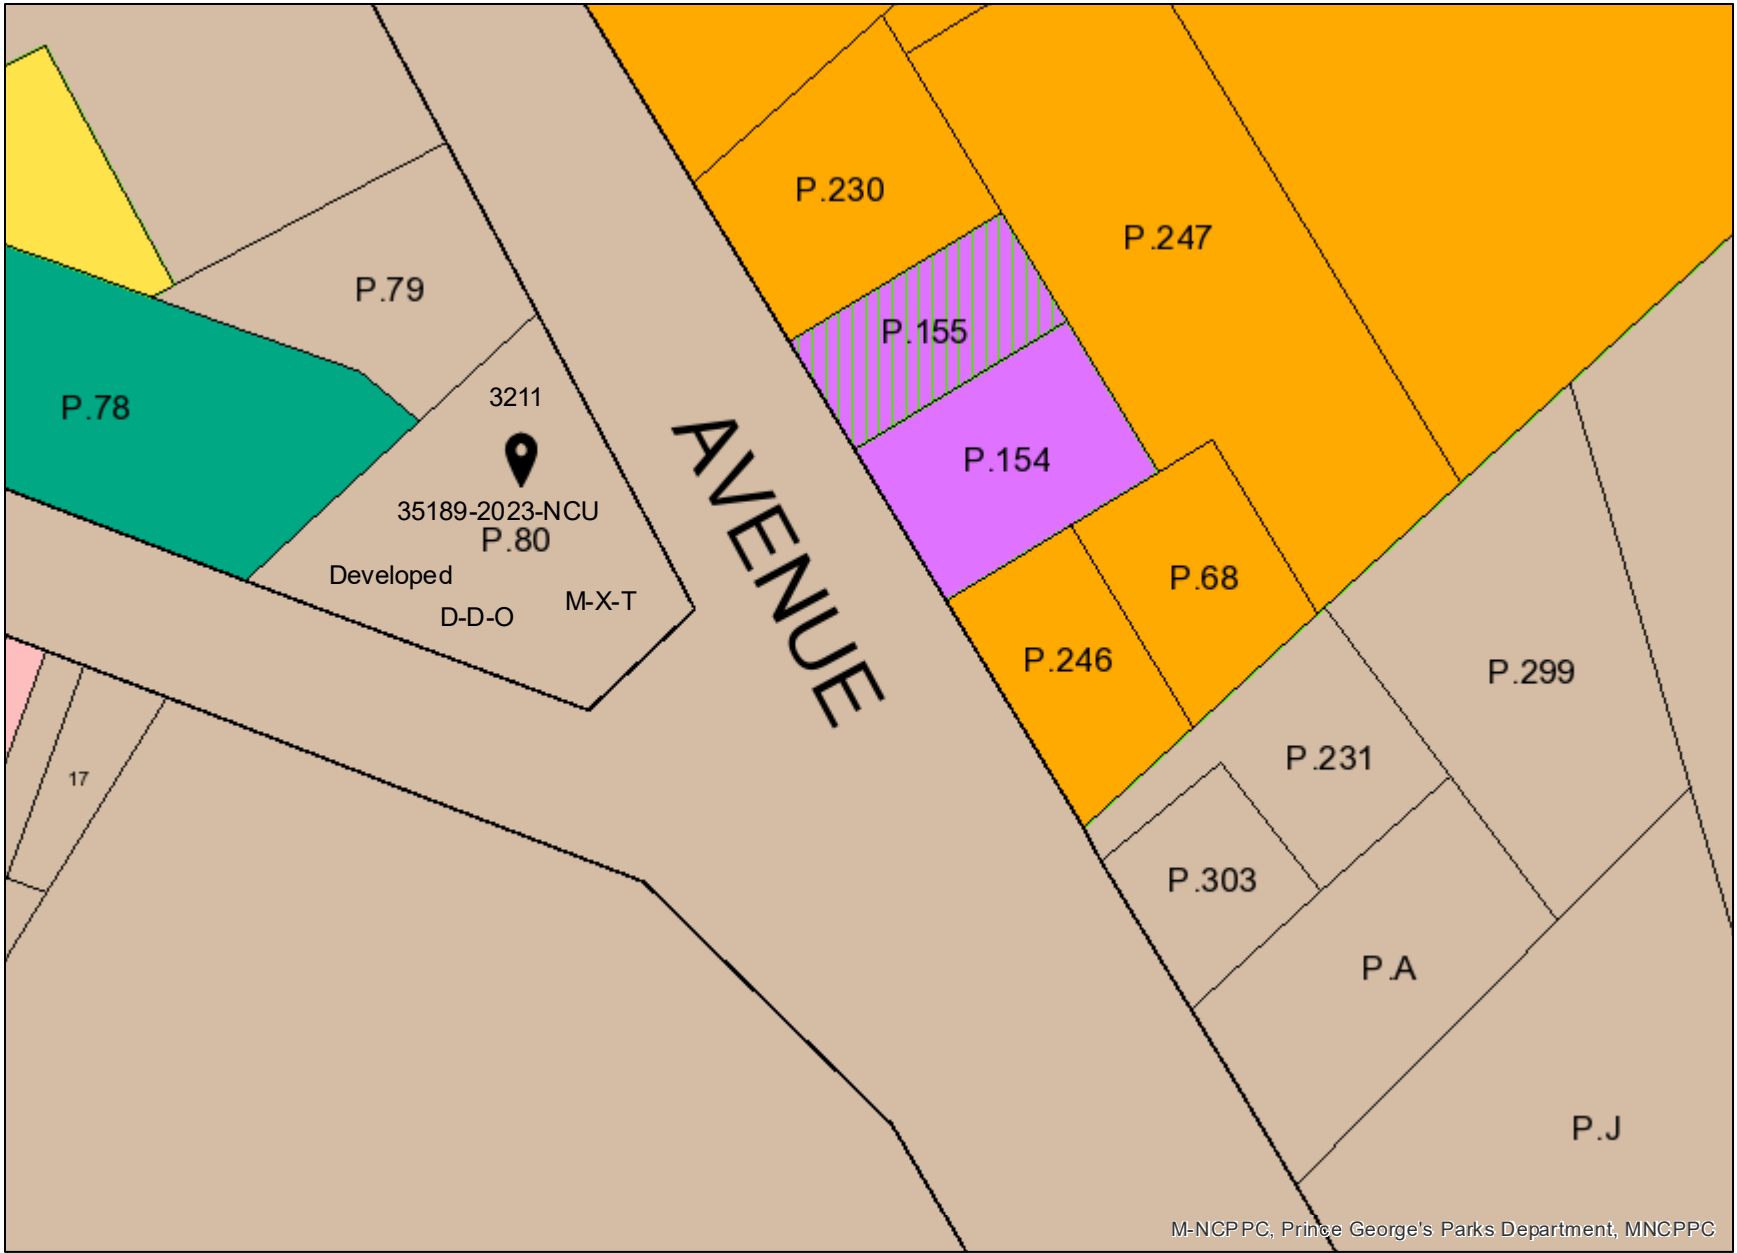 P.230
P.247
P.79
P.155
P.78
3211
P.154
AVENUE
35189-2023-NCU
P.80
Developed
D-D-O
M-X-T
P.68
P.246
P.299
P.231
17
P.303
P.A
P.J
M-NCPPC, Prince George's Parks Department, MNCPPC